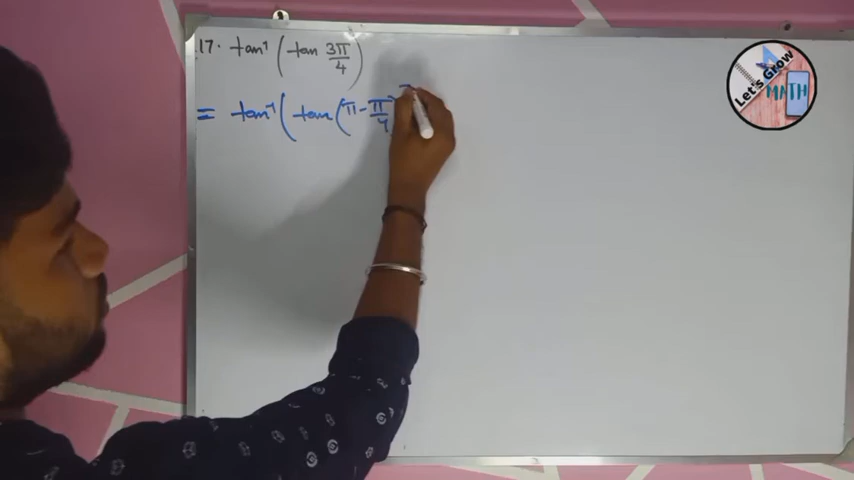 17. tan⁻¹ (tan 3π/4)
= tan⁻¹ (tan (π - π/4)
Let's Grow
MATH